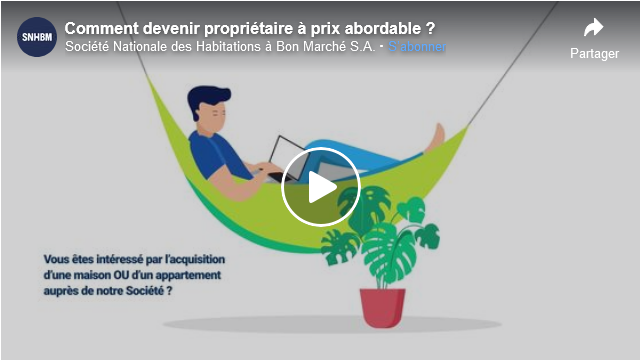 SNHBM
Comment devenir propriétaire à prix abordable ?
Société Nationale des Habitations à Bon Marché S.A. · S'abonner
Partager
Vous êtes intéressé par l'acquisition
d'une maison OU d'un appartement
auprès de notre Société ?